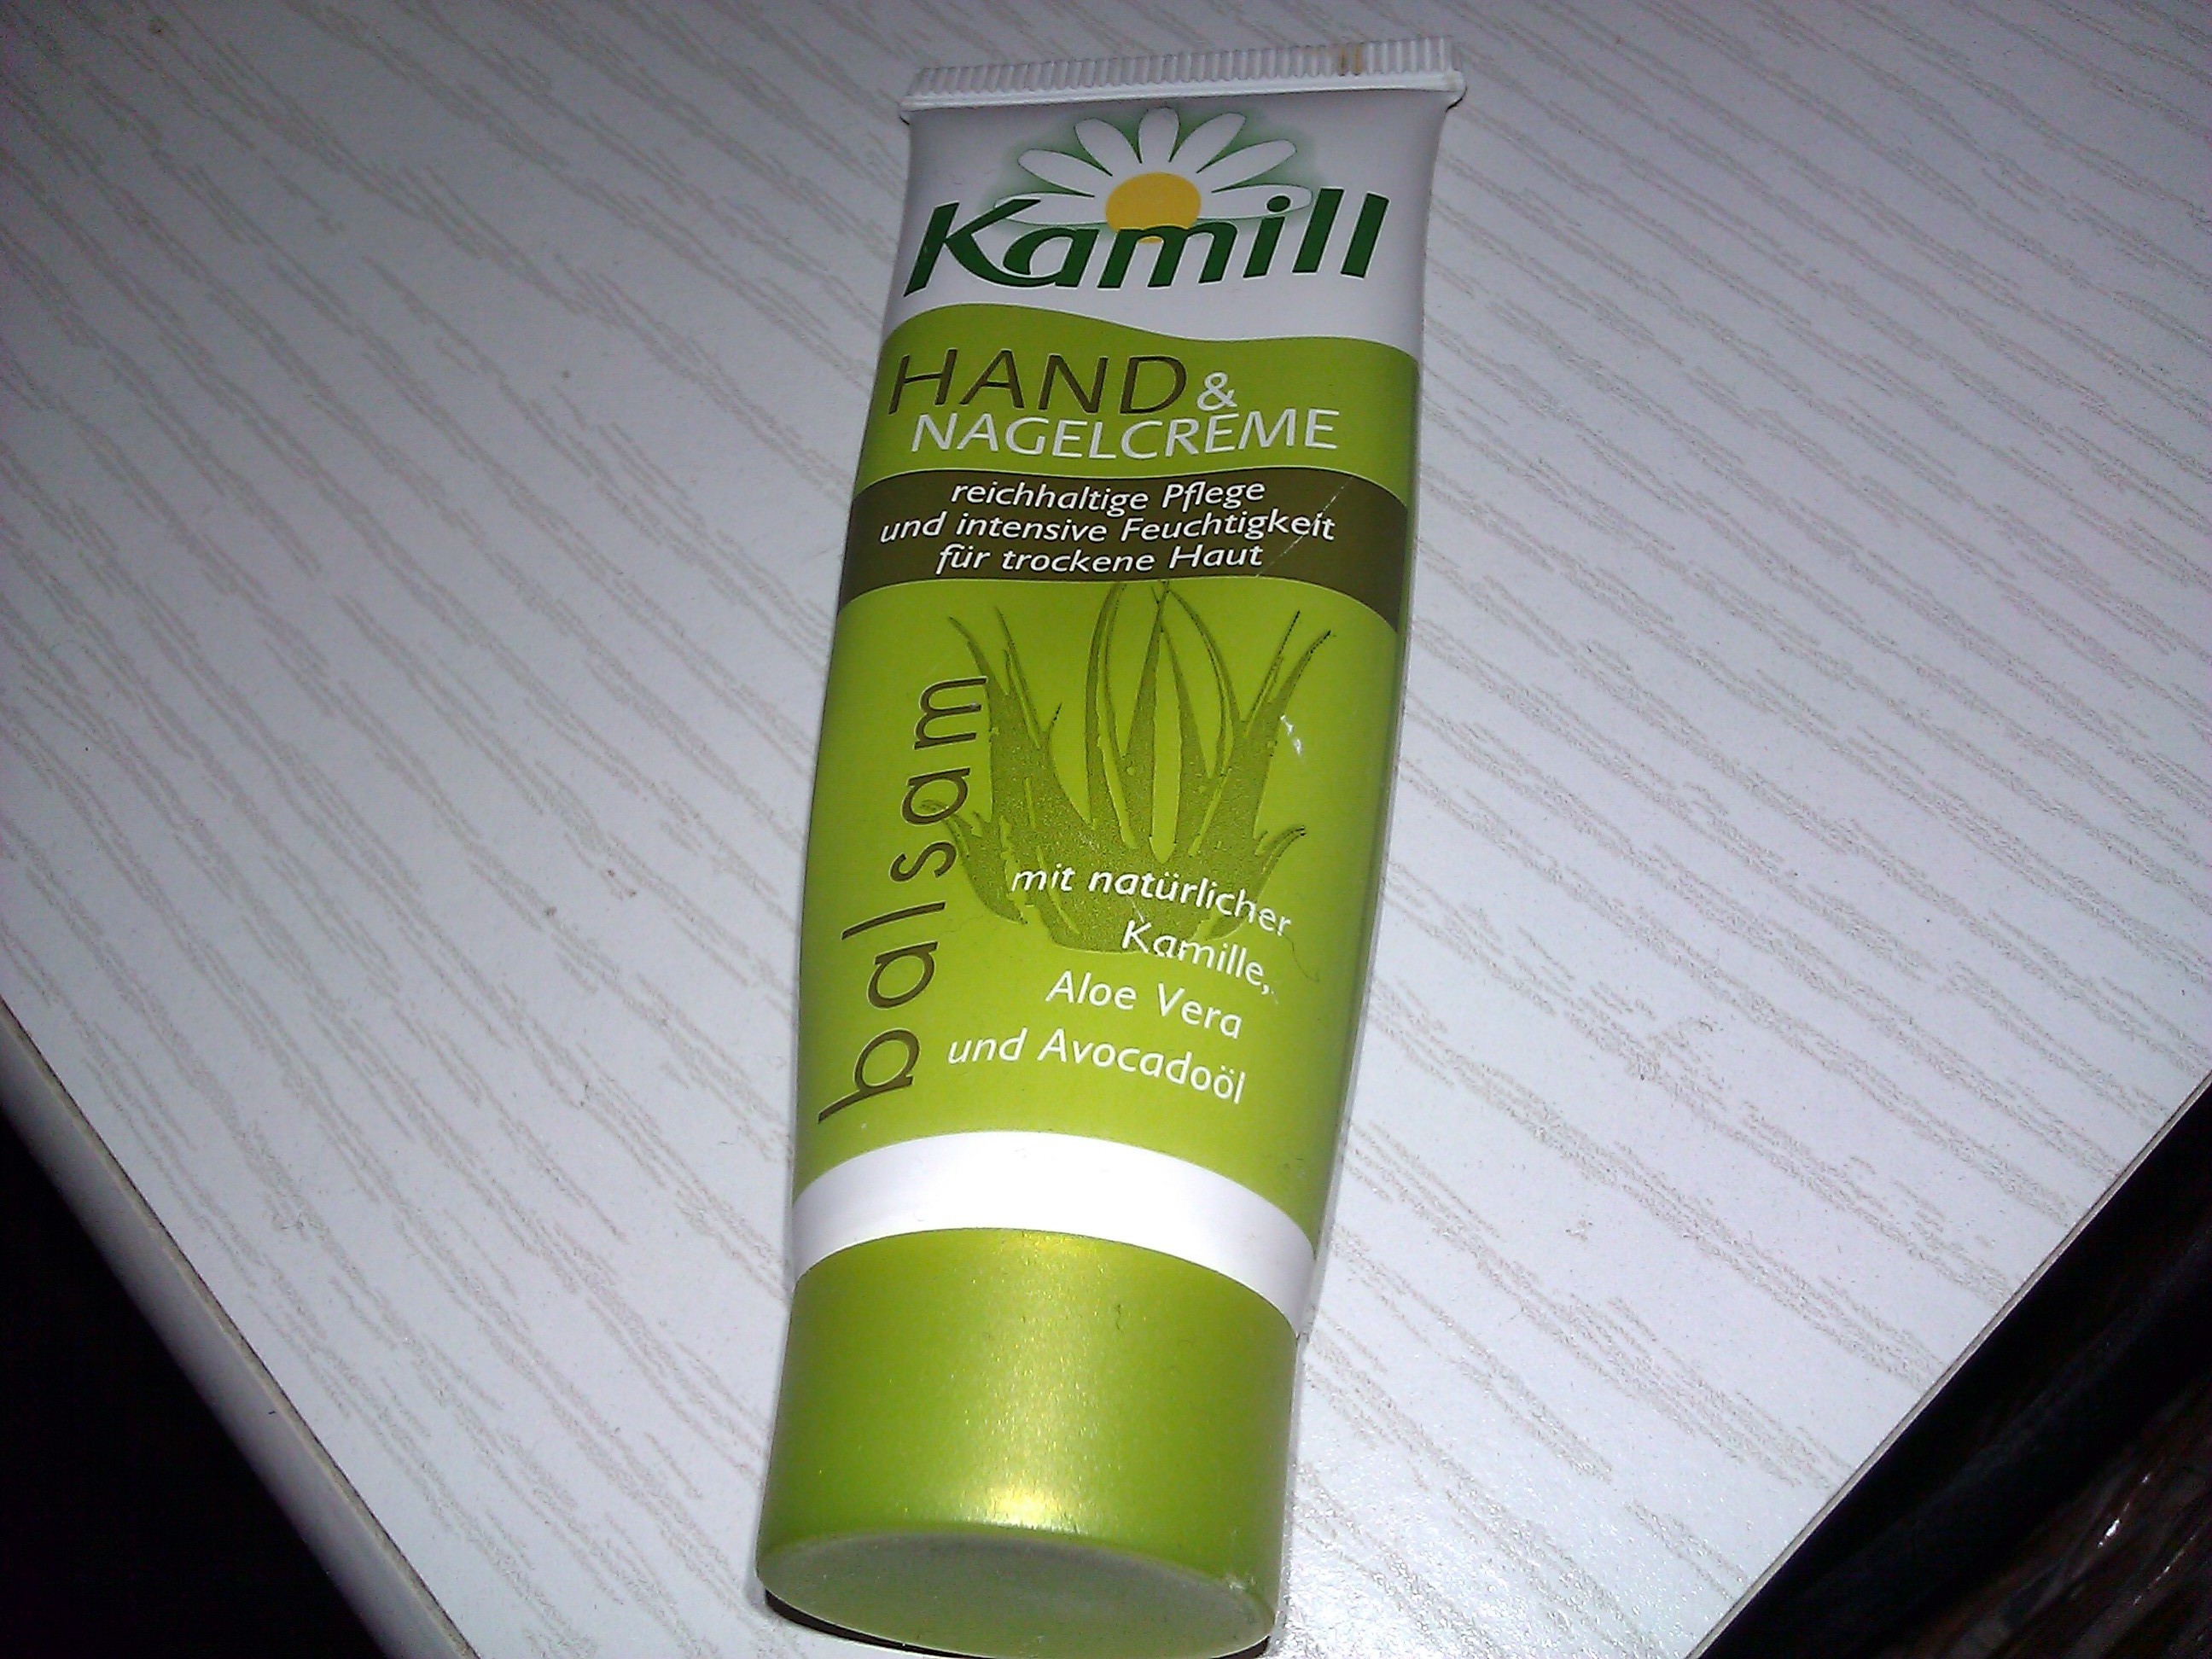 Kamill
HAND &
NAGELCREME
reichhaltige Pflege
und intensive Feuchtigkeit
für trockene Haut
balsam
mit natürlicher
Kamille,
Aloe Vera
und Avocadoöl